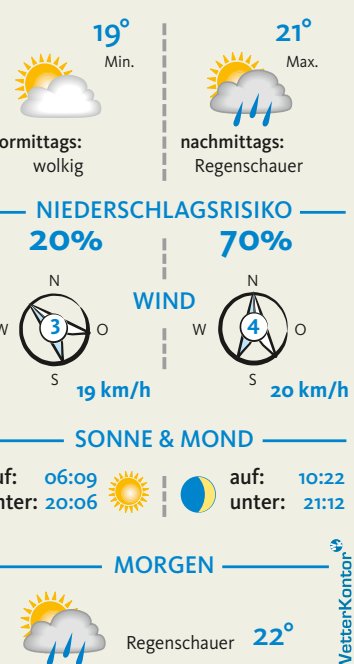 19° 21°
Min. Max.
ormittags: nachmittags:
wolkig Regenschauer
NIEDERSCHLAGSRISIKO
20% 70%
N N
WIND
W 3 O W 4 O
S S
19 km/h 20 km/h
SONNE & MOND
uf: 06:09 auf: 10:22
nter: 20:06 unter: 21:12
MORGEN
Regenschauer 22°
WetterKontor